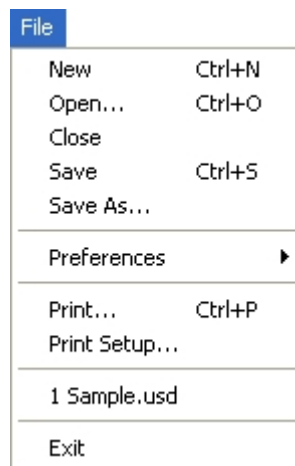 File
New Ctrl+N
Open... Ctrl+O
Close
Save Ctrl+S
Save As...
Preferences
Print... Ctrl+P
Print Setup...
1 Sample.usd
Exit